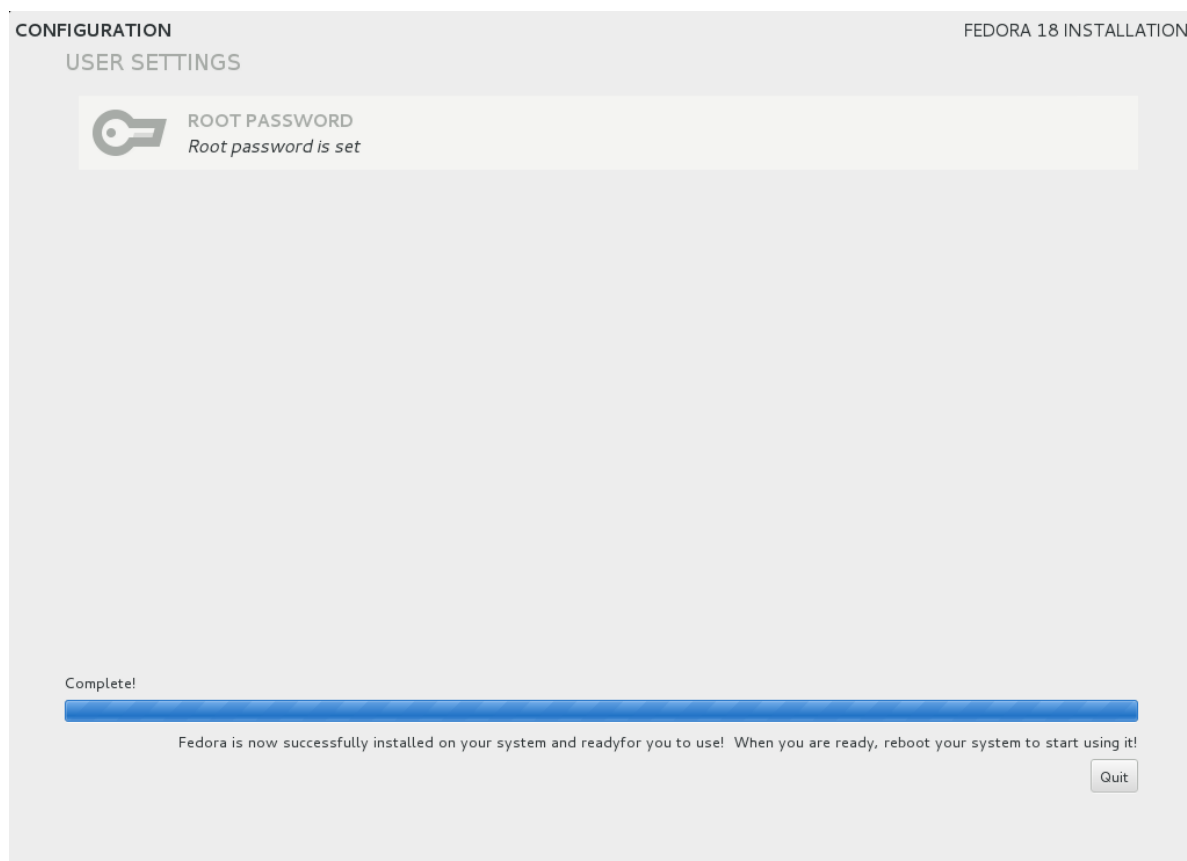 CONFIGURATION
FEDORA 18 INSTALLATION
USER SETTINGS
ROOT PASSWORD
Root password is set
Complete!
Fedora is now successfully installed on your system and readyfor you to use!  When you are ready, reboot your system to start using it!
Quit